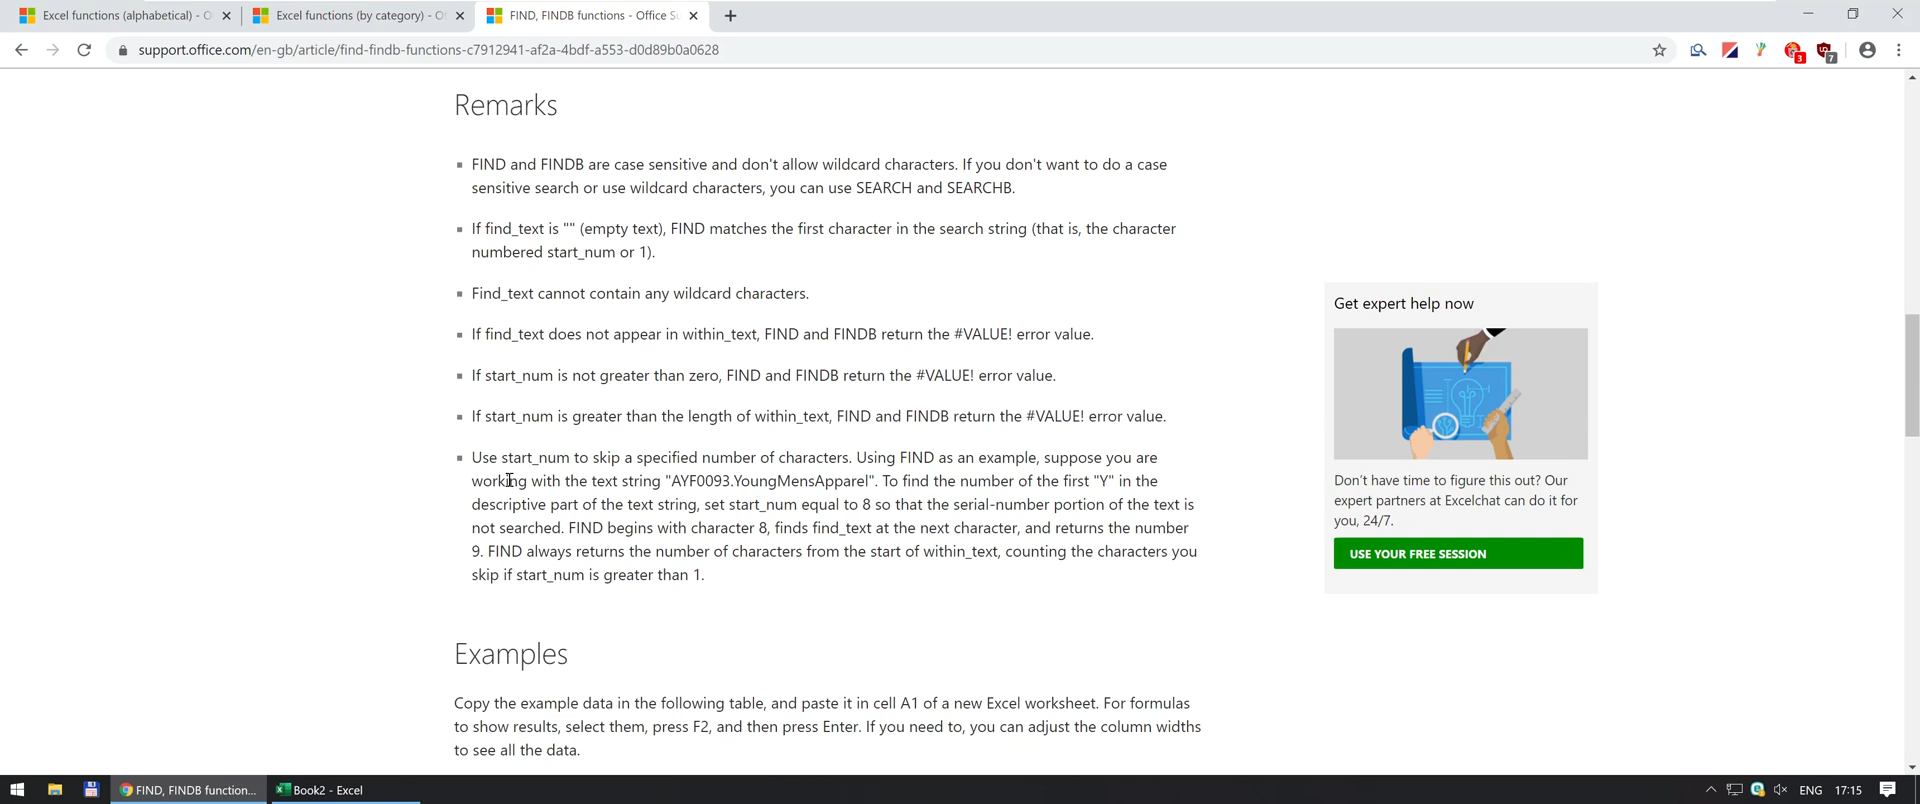 Excel functions (alphabetical) - O
Excel functions (by category) - Of
FIND, FINDB functions - Office Su
support.office.com/en-gb/article/find-findb-functions-c7912941-af2a-4bdf-a553-d0d89b0a0628
3
7
Remarks
FIND and FINDB are case sensitive and don't allow wildcard characters. If you don't want to do a case
sensitive search or use wildcard characters, you can use SEARCH and SEARCHB.
If find_text is "" (empty text), FIND matches the first character in the search string (that is, the character
numbered start_num or 1).
Find_text cannot contain any wildcard characters.
If find_text does not appear in within_text, FIND and FINDB return the #VALUE! error value.
If start_num is not greater than zero, FIND and FINDB return the #VALUE! error value.
If start_num is greater than the length of within_text, FIND and FINDB return the #VALUE! error value.
Use start_num to skip a specified number of characters. Using FIND as an example, suppose you are
working with the text string "AYF0093.YoungMensApparel". To find the number of the first "Y" in the
descriptive part of the text string, set start_num equal to 8 so that the serial-number portion of the text is
not searched. FIND begins with character 8, finds find_text at the next character, and returns the number
9. FIND always returns the number of characters from the start of within_text, counting the characters you
skip if start_num is greater than 1.
Get expert help now
Don't have time to figure this out? Our
expert partners at Excelchat can do it for
you, 24/7.
USE YOUR FREE SESSION
Examples
Copy the example data in the following table, and paste it in cell A1 of a new Excel worksheet. For formulas
to show results, select them, press F2, and then press Enter. If you need to, you can adjust the column widths
to see all the data.
FIND, FINDB function...
Book2 - Excel
ENG
17:15